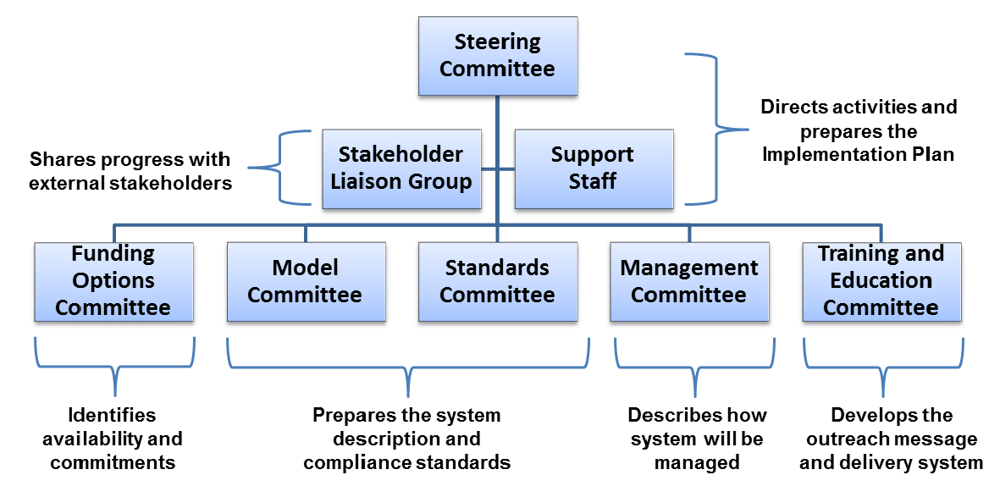 Steering
Committee
Directs activities and
prepares the
Implementation Plan
Shares progress with
external stakeholders
Stakeholder
Liaison Group
Support
Staff
Funding
Options
Committee
Model
Committee
Standards
Committee
Management
Committee
Training and
Education
Committee
Identifies
availability and
commitments
Prepares the system
description and
compliance standards
Describes how
system will be
managed
Develops the
outreach message
and delivery system